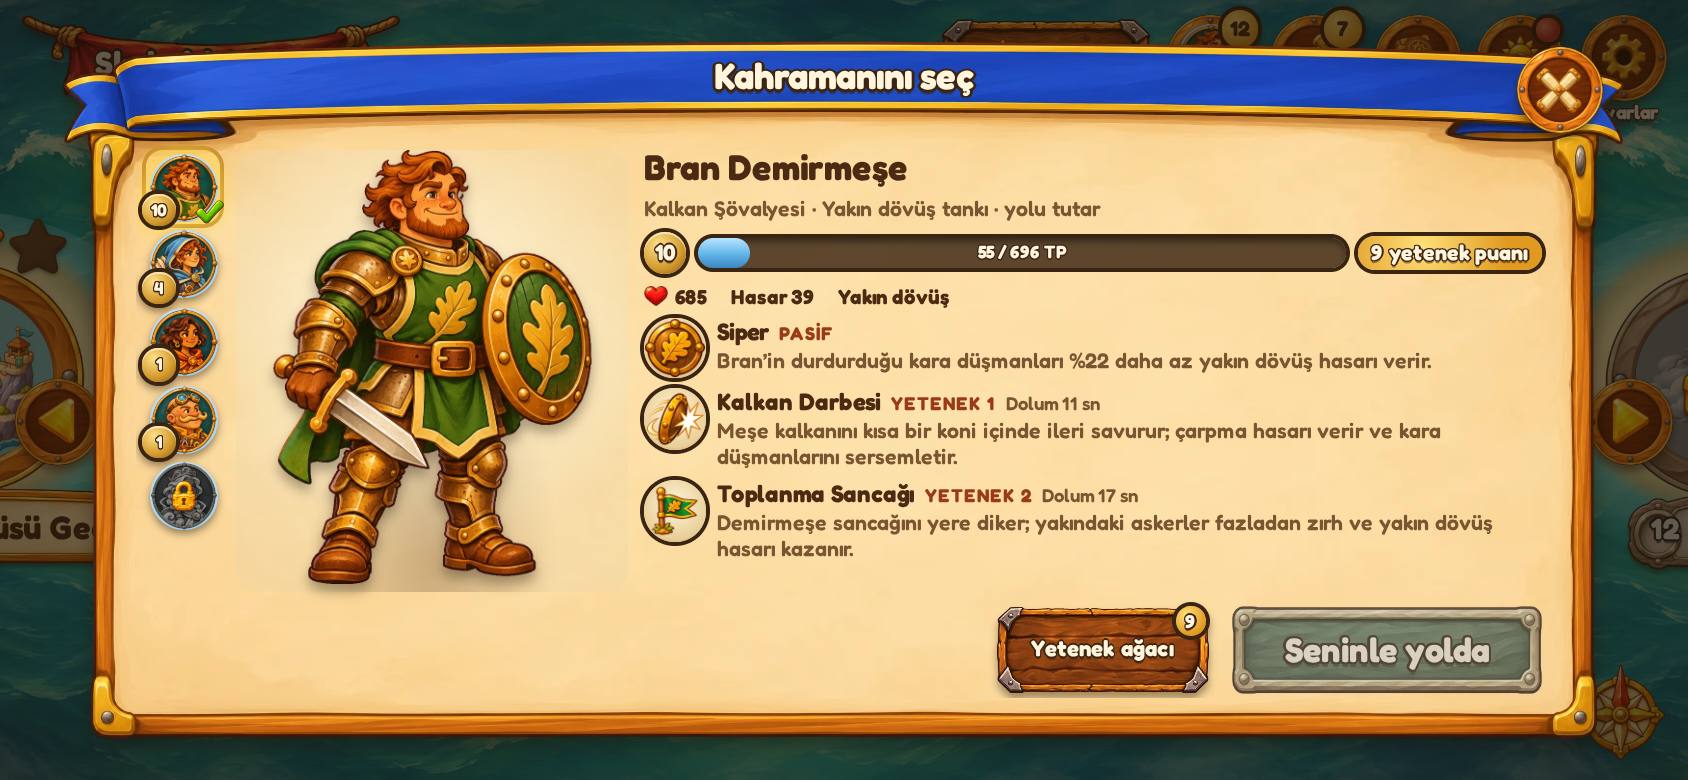 12
7
Kahramanını seç
varlar
10
4
1
1
Bran Demirmeşe
Kalkan Şövalyesi · Yakın dövüş tankı · yolu tutar
10
55 / 696 TP
9 yetenek puanı
685 Hasar 39 Yakın dövüş
Siper PASİF
Bran'in durdurduğu kara düşmanları %22 daha az yakın dövüş hasarı verir.
Kalkan Darbesi YETENEK 1 Dolum 11 sn
Meşe kalkanını kısa bir koni içinde ileri savurur; çarpma hasarı verir ve kara
düşmanlarını sersemletir.
Toplanma Sancağı YETENEK 2 Dolum 17 sn
Demirmeşe sancağını yere diker; yakındaki askerler fazladan zırh ve yakın dövüş
hasarı kazanır.
üsü Ge
12
Yetenek ağacı
9
Seninle yolda